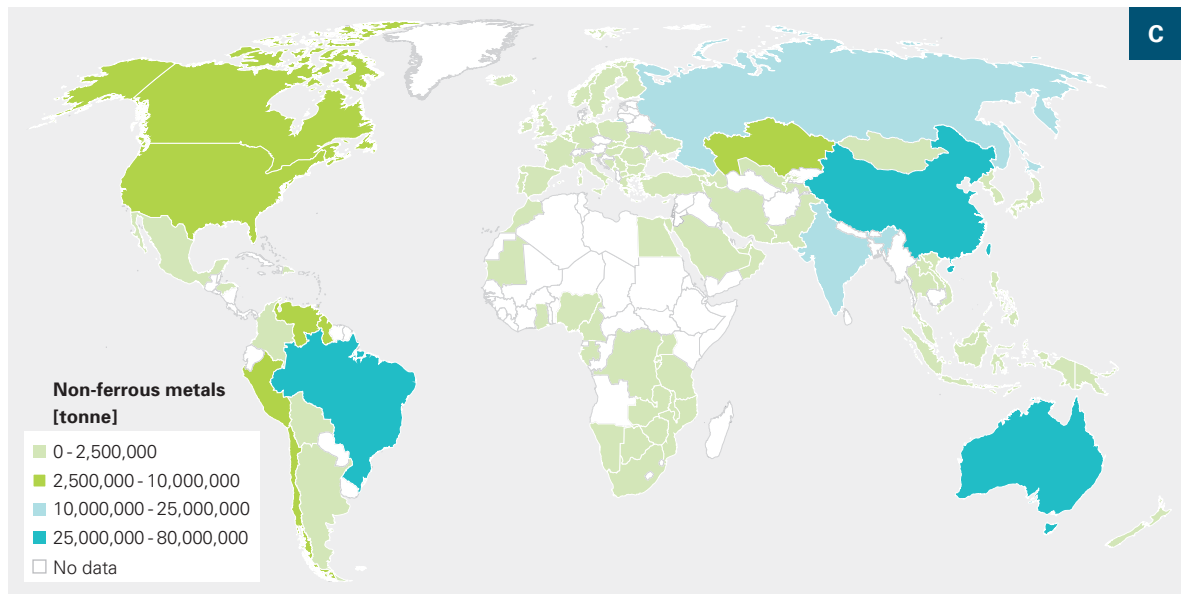 C
Non-ferrous metals
[tonne]
0 - 2,500,000
2,500,000 - 10,000,000
10,000,000 - 25,000,000
25,000,000 - 80,000,000
No data